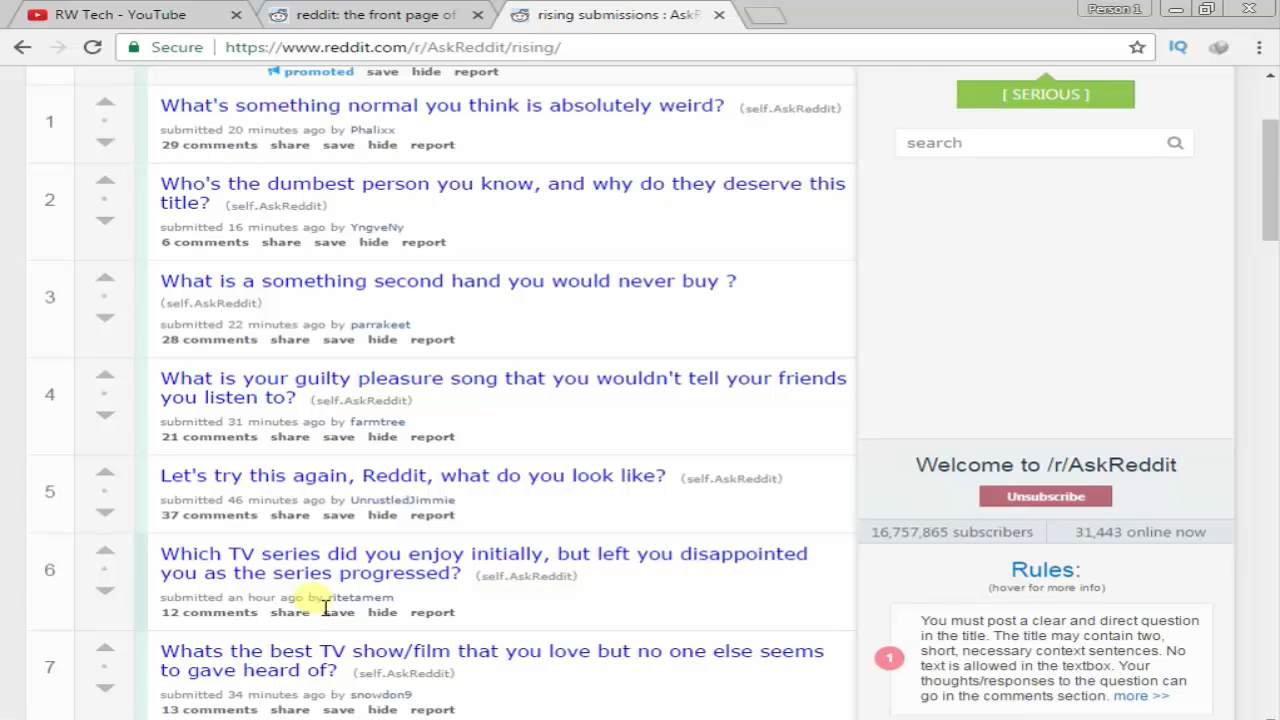 RW Tech - YouTube
reddit: the front page of
rising submissions : AskR
Person 1
Secure
https://www.reddit.com/r/AskReddit/rising/
IQ
promoted save hide report
1
What's something normal you think is absolutely weird? (self.AskReddit)
submitted 20 minutes ago by Phalixx
29 comments share save hide report
2
Who's the dumbest person you know, and why do they deserve this
title? (self.AskReddit)
submitted 16 minutes ago by YngveNy
6 comments share save hide report
3
What is a something second hand you would never buy ?
(self.AskReddit)
submitted 22 minutes ago by parrakeet
28 comments share save hide report
4
What is your guilty pleasure song that you wouldn't tell your friends
you listen to? (self.AskReddit)
submitted 31 minutes ago by farmtree
21 comments share save hide report
5
Let's try this again, Reddit, what do you look like? (self.AskReddit)
submitted 46 minutes ago by UnrustledJimmie
37 comments share save hide report
6
Which TV series did you enjoy initially, but left you disappointed
you as the series progressed? (self.AskReddit)
submitted an hour ago by ritetamem
12 comments share save hide report
7
Whats the best TV show/film that you love but no one else seems
to gave heard of? (self.AskReddit)
submitted 34 minutes ago by snowdon9
13 comments share save hide report
[ SERIOUS ]
search
Welcome to /r/AskReddit
Unsubscribe
16,757,865 subscribers
31,443 online now
Rules:
(hover for more info)
1
You must post a clear and direct question
in the title. The title may contain two,
short, necessary context sentences. No
text is allowed in the textbox. Your
thoughts/responses to the question can
go in the comments section. more >>